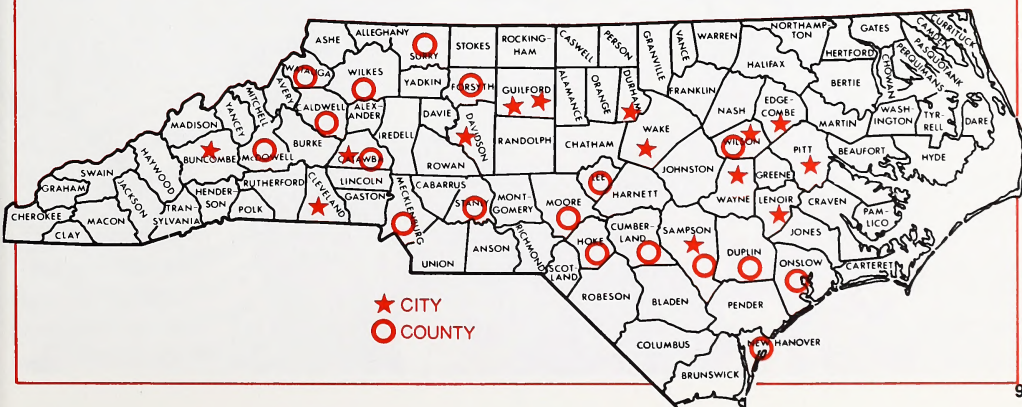 ASHE
ALLEGHANY
SURRY
STOKES
ROCKING-
HAM
CASWELL
PERSON
GRANVILLE
VANCE
WARREN
NORTHAMP-
TON
GATES
CURRITUCK
CAMDEN
PASQUOTANK
PERQUIMANS
CHOWAN
HERTFORD
HALIFAX
BERTIE
WATAUGA
WILKES
YADKIN
FORSYTH
GUILFORD
ALAMANCE
ORANGE
DURHAM
FRANKLIN
NASH
EDGE-
COMBE
MARTIN
WASH-
INGTON
TYR-
RELL
DARE
AVERY
MITCHELL
YANCEY
MADISON
CALDWELL
ALEX-
ANDER
IREDELL
DAVIE
DAVIDSON
RANDOLPH
CHATHAM
WAKE
WILSON
PITT
BEAUFORT
HYDE
SWAIN
HAYWOOD
BUNCOMBE
McDOWELL
BURKE
CATAWBA
ROWAN
LEE
HARNETT
JOHNSTON
GREENE
WAYNE
LENOIR
CRAVEN
PAM-
LICO
GRAHAM
CHEROKEE
CLAY
MACON
JACKSON
TRAN-
SYLVANIA
HENDER-
SON
POLK
RUTHERFORD
CLEVELAND
LINCOLN
GASTON
MECKLENBURG
CABARRUS
STANLY
MONT-
GOMERY
MOORE
RICHMOND
HOKE
CUMBER-
LAND
SAMPSON
DUPLIN
JONES
ONSLOW
CARTERET
UNION
ANSON
SCOT-
LAND
ROBESON
BLADEN
PENDER
COLUMBUS
NEW HANOVER
BRUNSWICK
CITY
COUNTY
9